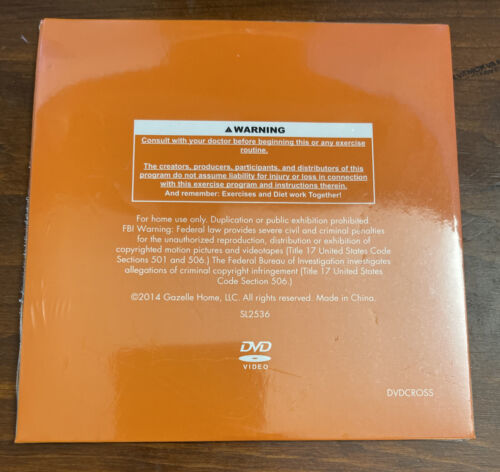 ▲WARNING
Consult with your doctor before beginning this or any exercise
routine.
The creators, producers, participants, and distributors of this
program do not assume liability for injury or loss in connection
with this exercise program and instructions therein.
And remember: Exercises and Diet work Together!
For home use only. Duplication or public exhibition prohibited.
FBI Warning: Federal law provides severe civil and criminal penalties
for the unauthorized reproduction, distribution or exhibition of
copyrighted motion pictures and videotapes (Title 17 United States Code
Sections 501 and 506.) The Federal Bureau of Investigation investigates
allegations of criminal copyright infringement (Title 17 United States
Code Section 506.)
©2014 Gazelle Home, LLC. All rights reserved. Made in China.
SL2536
DVD
VIDEO
DVDCROSS